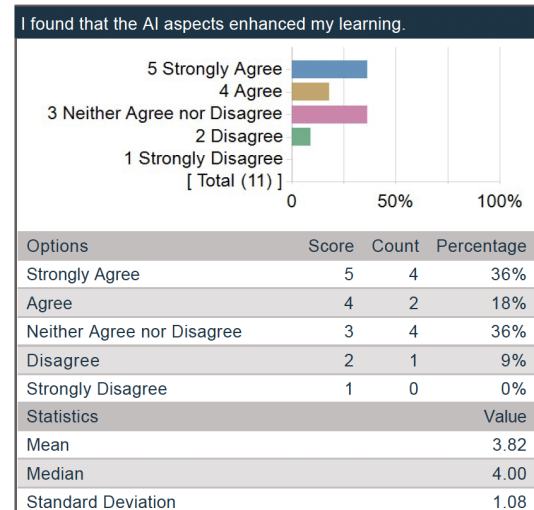 I found that the AI aspects enhanced my learning.
5 Strongly Agree
4 Agree
3 Neither Agree nor Disagree
2 Disagree
1 Strongly Disagree
[ Total (11) ]
0 50% 100%
Options Score Count Percentage
Strongly Agree 5 4 36%
Agree 4 2 18%
Neither Agree nor Disagree 3 4 36%
Disagree 2 1 9%
Strongly Disagree 1 0 0%
Statistics Value
Mean 3.82
Median 4.00
Standard Deviation 1.08